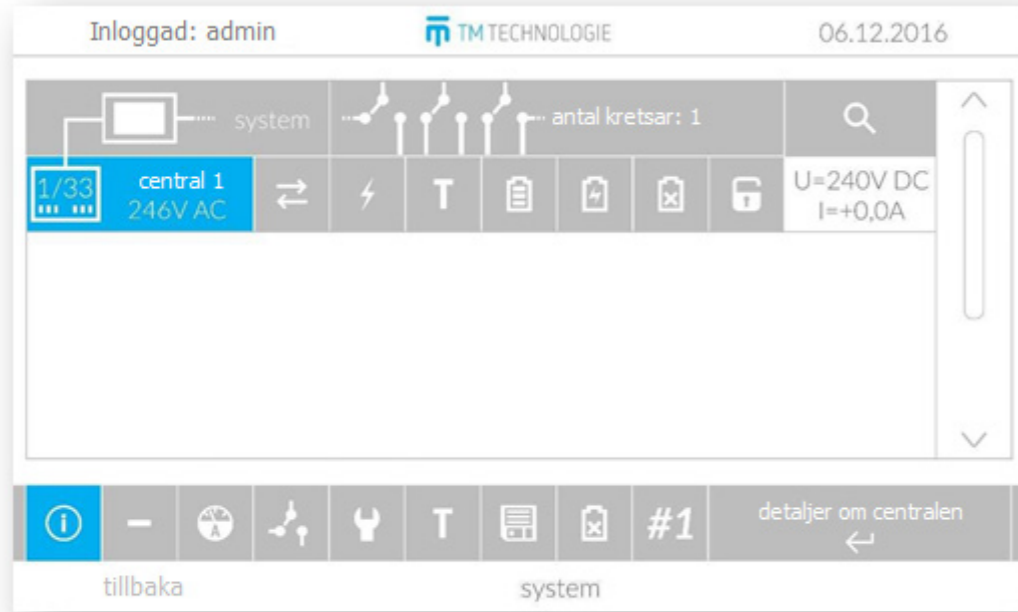 Inloggad: admin
TM TECHNOLOGIE
06.12.2016
system
antal kretsar: 1
1/33
central 1
246V AC
T
U=240V DC
I=+0,0A
T
#1
detaljer om centralen
tillbaka
system